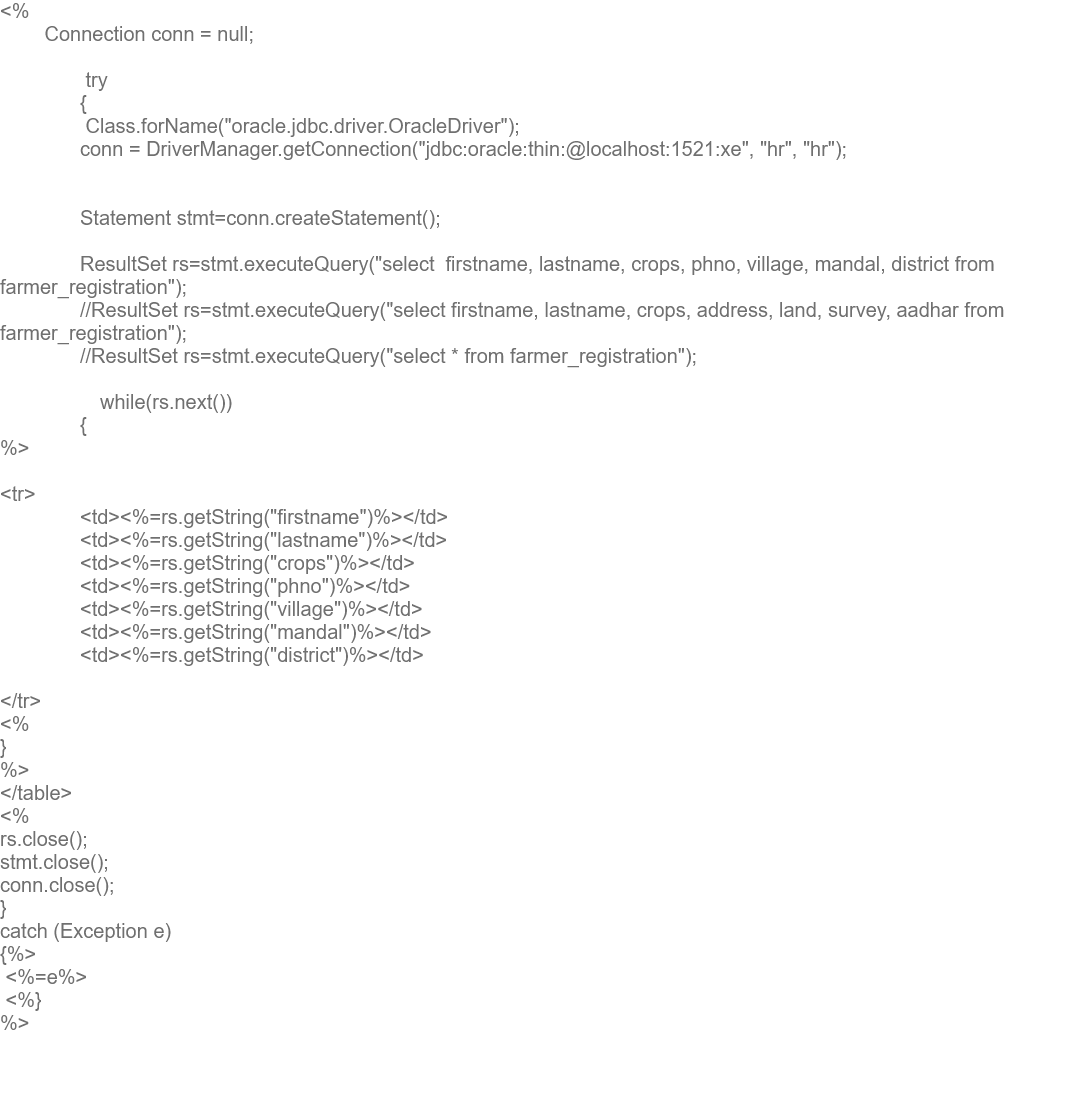 <%
Connection conn = null;
try
{
Class.forName("oracle.jdbc.driver.OracleDriver");
conn = DriverManager.getConnection("jdbc:oracle:thin:@localhost:1521:xe", "hr", "hr");
Statement stmt=conn.createStatement();
ResultSet rs=stmt.executeQuery("select  firstname, lastname, crops, phno, village, mandal, district from
farmer_registration");
//ResultSet rs=stmt.executeQuery("select firstname, lastname, crops, address, land, survey, aadhar from
farmer_registration");
//ResultSet rs=stmt.executeQuery("select * from farmer_registration");
while(rs.next())
{
%>
<tr>
<td><%=rs.getString("firstname")%></td>
<td><%=rs.getString("lastname")%></td>
<td><%=rs.getString("crops")%></td>
<td><%=rs.getString("phno")%></td>
<td><%=rs.getString("village")%></td>
<td><%=rs.getString("mandal")%></td>
<td><%=rs.getString("district")%></td>
</tr>
<%
}
%>
</table>
<%
rs.close();
stmt.close();
conn.close();
}
catch (Exception e)
{%>
<%=e%>
<%}
%>